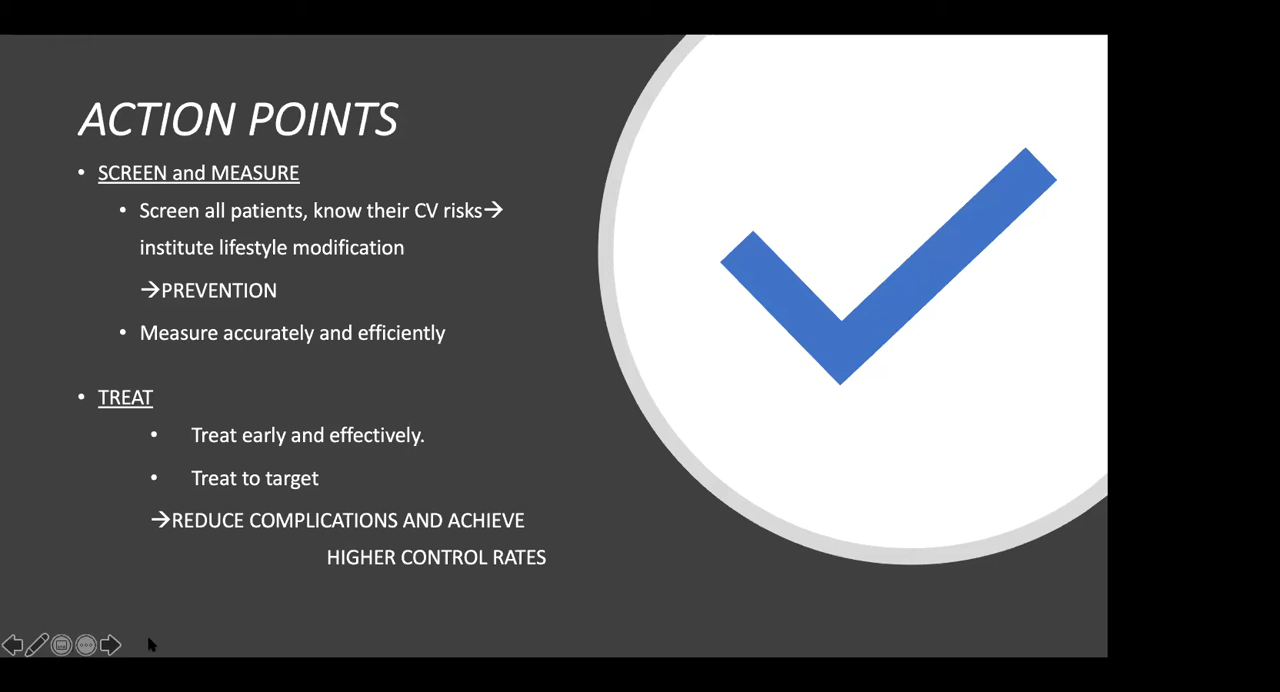 ACTION POINTS
• SCREEN and MEASURE
• Screen all patients, know their CV risks→
institute lifestyle modification
→PREVENTION
• Measure accurately and efficiently
• TREAT
• Treat early and effectively.
• Treat to target
→REDUCE COMPLICATIONS AND ACHIEVE
HIGHER CONTROL RATES